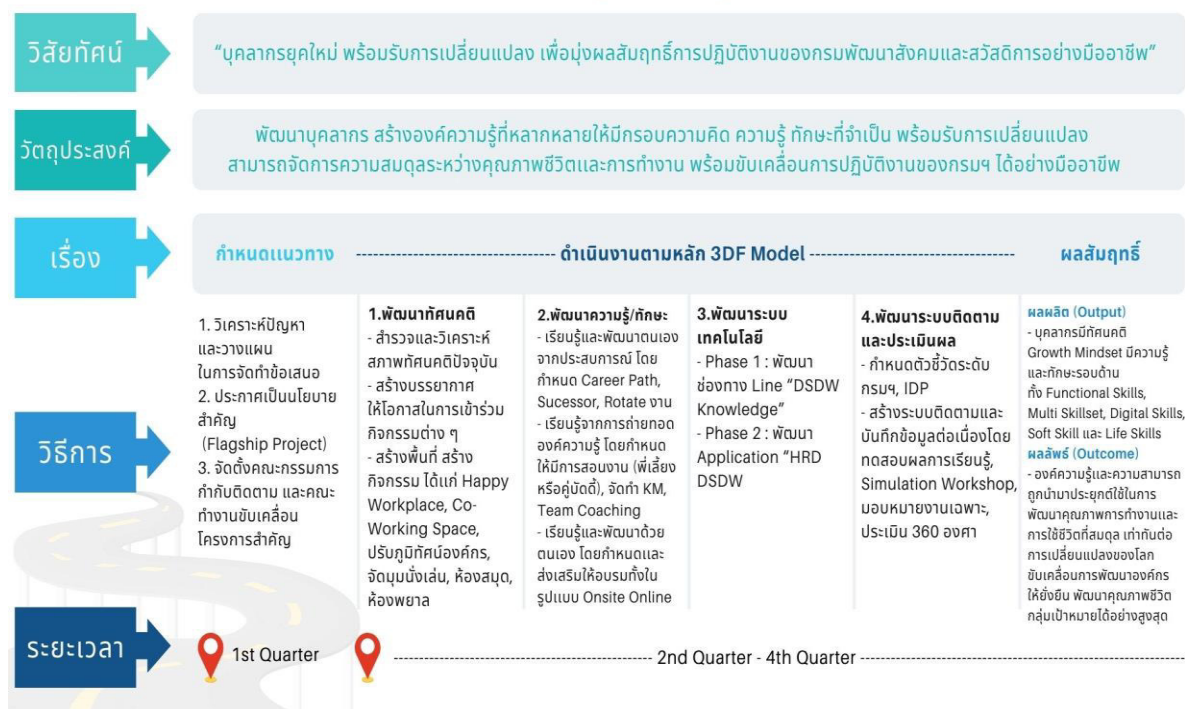 วิสัยทัศน์
“บุคลากรยุคใหม่ พร้อมรับการเปลี่ยนแปลง เพื่อมุ่งผลสัมฤทธิ์การปฏิบัติงานของกรมพัฒนาสังคมและสวัสดิการอย่างมืออาชีพ”
วัตถุประสงค์
พัฒนาบุคลากร สร้างองค์ความรู้ที่หลากหลายให้มีกรอบความคิด ความรู้ ทักษะที่จำเป็น พร้อมรับการเปลี่ยนแปลง
สามารถจัดการความสมดุลระหว่างคุณภาพชีวิตและการทำงาน พร้อมขับเคลื่อนการปฏิบัติงานของกรมฯ ได้อย่างมืออาชีพ
เรื่อง
กำหนดแนวทาง
ดำเนินงานตามหลัก 3DF Model
ผลสัมฤทธิ์
วิธีการ
1. วิเคราะห์ปัญหา
และวางแผน
ในการจัดทำข้อเสนอ
2. ประกาศเป็นนโยบาย
สำคัญ
(Flagship Project)
3. จัดตั้งคณะกรรมการ
กำกับติดตาม และคณะ
ทำงานขับเคลื่อน
โครงการสำคัญ
1.พัฒนาทัศนคติ
- สำรวจและวิเคราะห์
สภาพทัศนคติปัจจุบัน
- สร้างบรรยากาศ
ให้โอกาสในการเข้าร่วม
กิจกรรมต่าง ๆ
- สร้างพื้นที่ สร้าง
กิจกรรม ได้แก่ Happy
Workplace, Co-
Working Space,
ปรับภูมิทัศน์องค์กร,
จัดมุมนั่งเล่น, ห้องสมุด,
ห้องพยาล
2.พัฒนาความรู้/ทักษะ
- เรียนรู้และพัฒนาตนเอง
จากประสบการณ์ โดย
กำหนด Career Path,
Sucessor, Rotate งาน
- เรียนรู้จากการถ่ายทอด
องค์ความรู้ โดยกำหนด
ให้มีการสอนงาน (พี่เลี้ยง
หรือคู่บัดดี้), จัดทำ KM,
Team Coaching
- เรียนรู้และพัฒนาด้วย
ตนเอง โดยกำหนดและ
ส่งเสริมให้อบรมทั้งใน
รูปแบบ Onsite Online
3.พัฒนาระบบ
เทคโนโลยี
- Phase 1 : พัฒนา
ช่องทาง Line “DSDW
Knowledge”
- Phase 2 : พัฒนา
Application “HRD
DSDW
4.พัฒนาระบบติดตาม
และประเมินผล
- กำหนดตัวชี้วัดระดับ
กรมฯ, IDP
- สร้างระบบติดตามและ
บันทึกข้อมูลต่อเนื่องโดย
ทดสอบผลการเรียนรู้,
Simulation Workshop,
มอบหมายงานเฉพาะ,
ประเมิน 360 องศา
ผลผลิต (Output)
- บุคลากรมีทัศนคติ
Growth Mindset มีความรู้
และทักษะรอบด้าน
ทั้ง Functional Skills,
Multi Skillset, Digital Skills,
Soft Skill และ Life Skills
ผลลัพธ์ (Outcome)
- องค์ความรู้และความสามารถ
ถูกนำมาประยุกต์ใช้ในการ
พัฒนาคุณภาพการทำงานและ
การใช้ชีวิตที่สมดุล เท่าทันต่อ
การเปลี่ยนแปลงของโลก
ขับเคลื่อนการพัฒนาองค์กร
ให้ยั่งยืน พัฒนาคุณภาพชีวิต
กลุ่มเป้าหมายได้อย่างสูงสุด
ระยะเวลา
1st Quarter
2nd Quarter - 4th Quarter